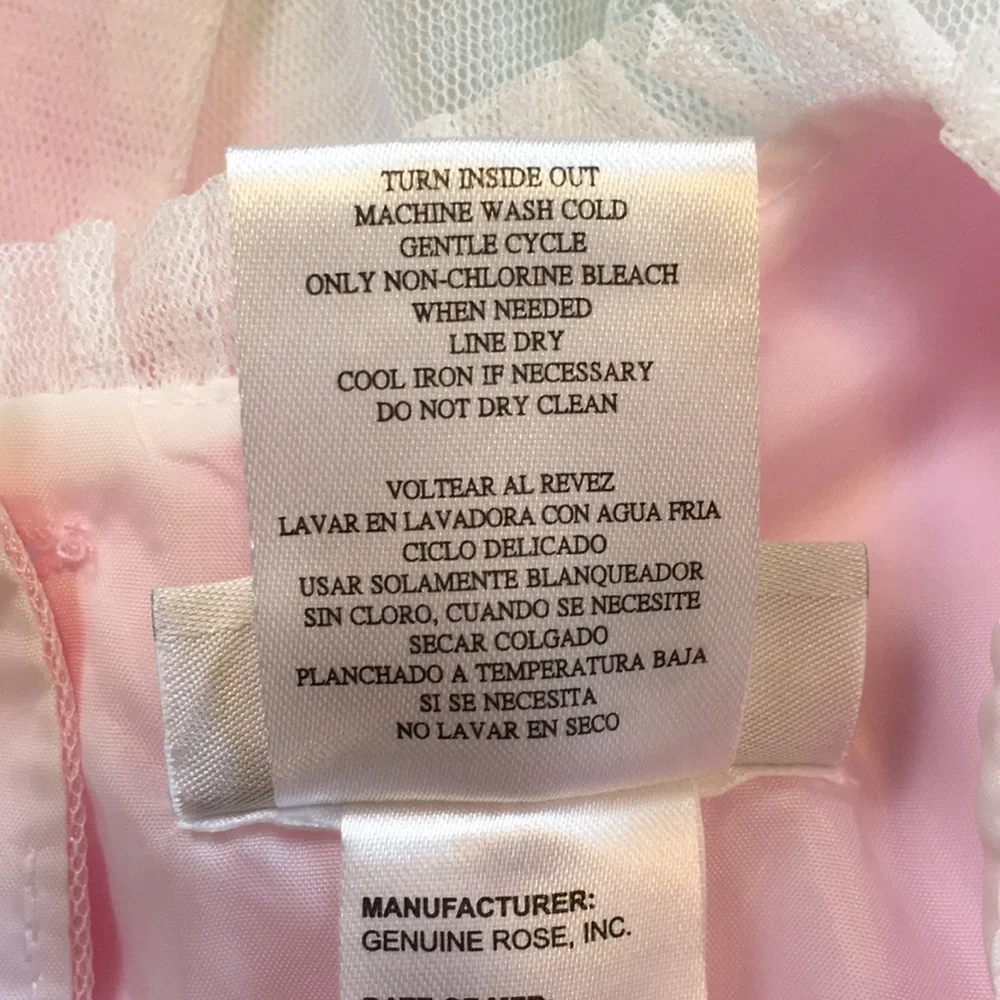 TURN INSIDE OUT
MACHINE WASH COLD
GENTLE CYCLE
ONLY NON-CHLORINE BLEACH
WHEN NEEDED
LINE DRY
COOL IRON IF NECESSARY
DO NOT DRY CLEAN
VOLTEAR AL REVEZ
LAVAR EN LAVADORA CON AGUA FRIA
CICLO DELICADO
USAR SOLAMENTE BLANQUEADOR
SIN CLORO, CUANDO SE NECESITE
SECAR COLGADO
PLANCHADO A TEMPERATURA BAJA
SI SE NECESITA
NO LAVAR EN SECO
MANUFACTURER:
GENUINE ROSE, INC.